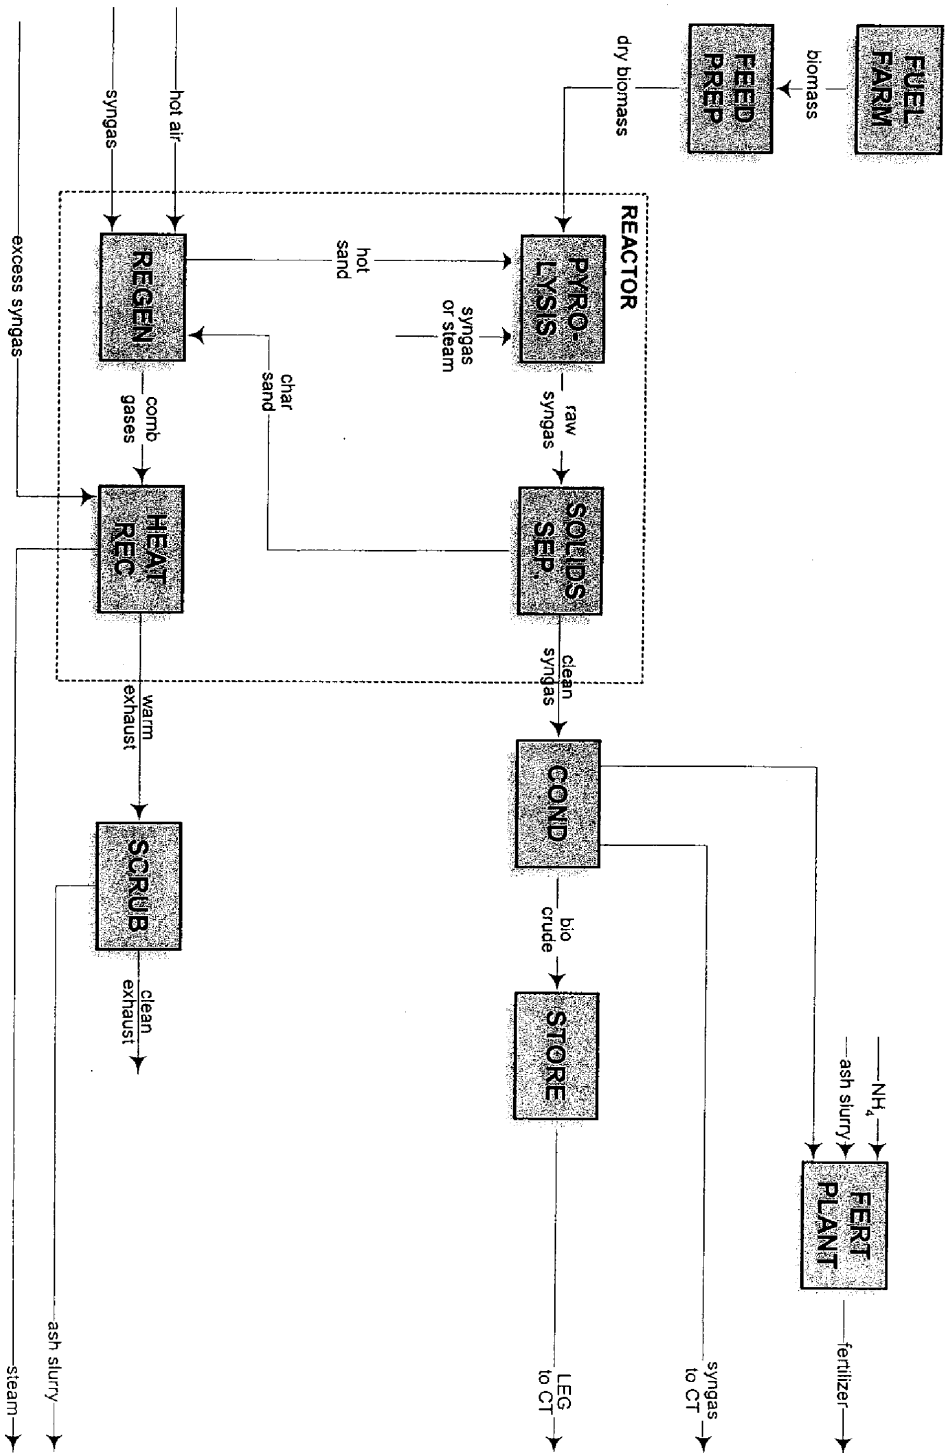 FUEL
FARM
biomass
FEED
PREP
dry biomass
REACTOR
PYRO-
LYSIS
raw
syngas
SOLIDS
SEP.
clean
syngas
COND
bio
crude
STORE
LEG
to CT
syngas
to CT
NH4
ash slurry
FERT
PLANT
fertilizer
hot
sand
syngas
or steam
char
sand
hot air
syngas
REGEN
comb
gases
HEAT
REC
warm
exhaust
SCRUB
clean
exhaust
excess syngas
ash slurry
steam